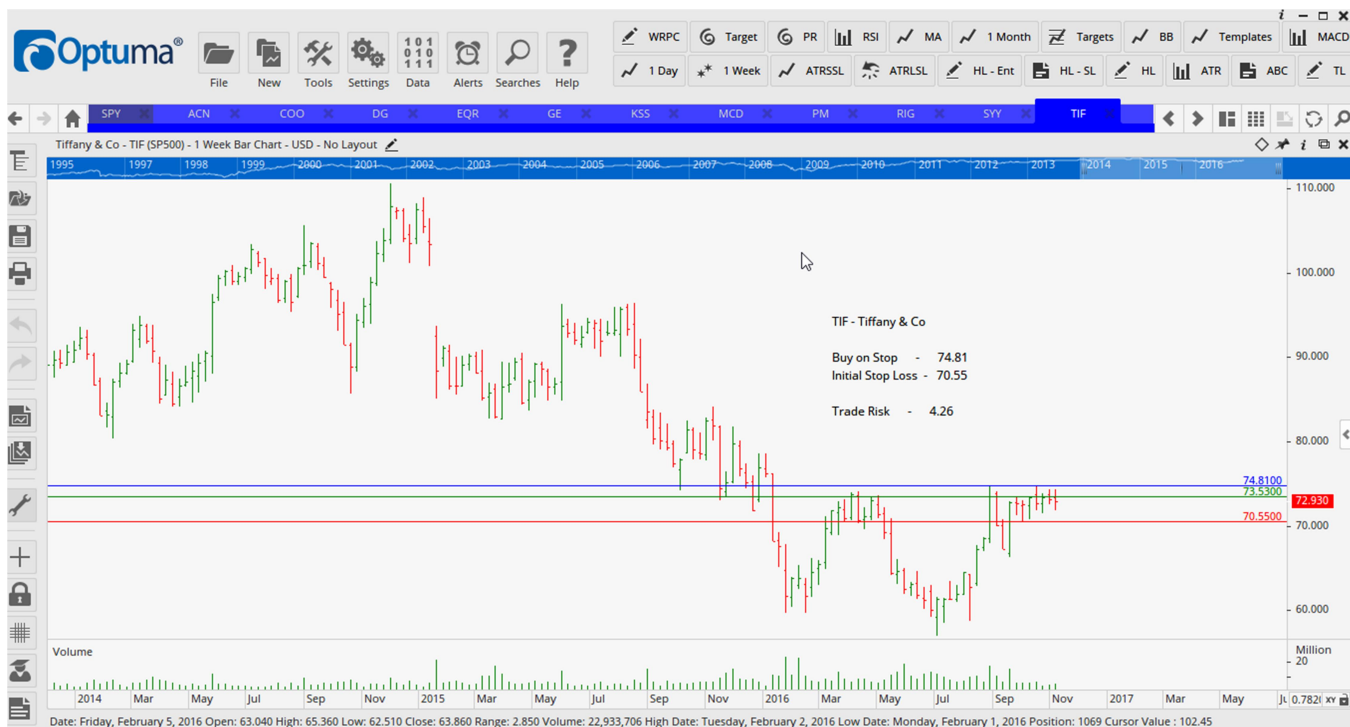 i
Optuma®
File
New
Tools
Settings
Data
Alerts
Searches
Help
101
010
111
WRPC
Target
PR
RSI
MA
1 Month
Targets
BB
Templates
MACD
1 Day
1 Week
ATRSSL
ATRLSL
HL - Ent
HL - SL
HL
ATR
ABC
TL
SPY
ACN
COO
DG
EQR
GE
KSS
MCD
PM
RIG
SYY
TIF
Tiffany & Co - TIF (SP500) - 1 Week Bar Chart - USD - No Layout
i
1995
1997
1998
1999
2000
2001
2002
2003
2004
2005
2006
2007
2008
2009
2010
2011
2012
2013
2014
2015
2016
110.000
100.000
TIF - Tiffany & Co
Buy on Stop - 74.81
Initial Stop Loss - 70.55
Trade Risk - 4.26
90.000
80.000
74.8100
73.5300
72.930
70.5500
70.000
60.000
Volume
Million
20
2014
Mar
May
Jul
Sep
Nov
2015
Mar
May
Jul
Sep
Nov
2016
Mar
May
Jul
Sep
Nov
2017
Mar
May
XY
Date: Friday, February 5, 2016 Open: 63.040 High: 65.360 Low: 62.510 Close: 63.860 Range: 2.850 Volume: 22,933,706 High Date: Tuesday, February 2, 2016 Low Date: Monday, February 1, 2016 Position: 1069 Cursor Value : 102.45